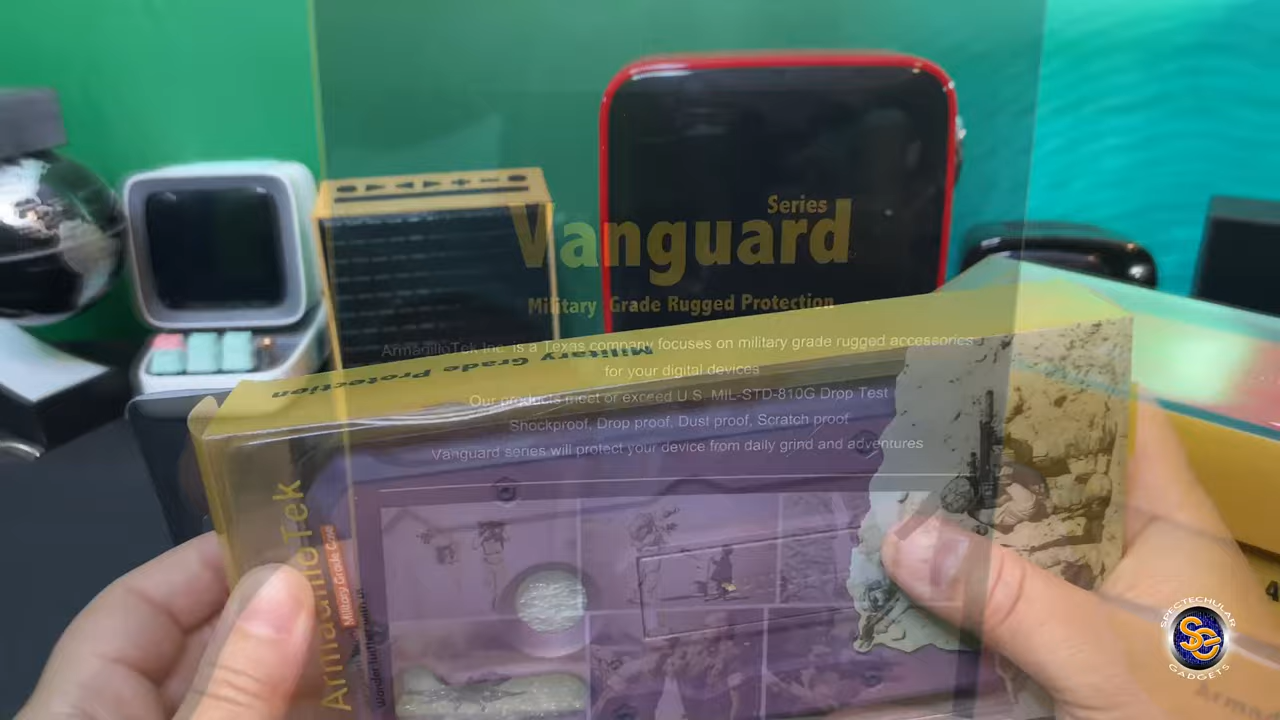 Series
Vanguard
Military Grade Rugged Protection
ArmadilloTek Inc. is a Texas company focuses on military grade rugged accessories
for your digital devices
Our products meet or exceed U.S. MIL-STD-810G Drop Test
Shockproof, Drop proof, Dust proof, Scratch proof
Vanguard series will protect your device from daily grind and adventures
Military Grade Protection
ArmadilloTek
Military Grade Case
SPECTECHULAR
SG
GADGETS